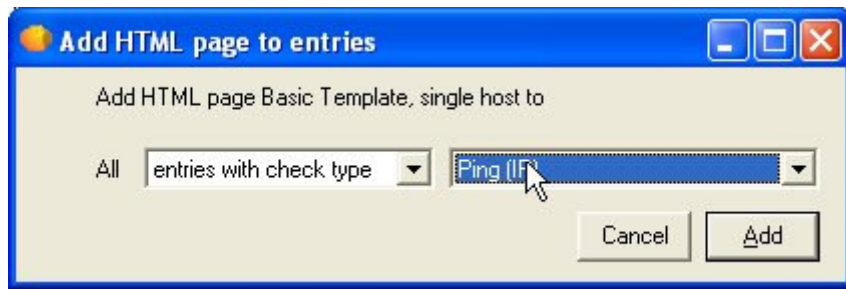 Add HTML page to entries
Add HTML page Basic Template, single host to
All entries with check type Ping (IP)
Cancel Add